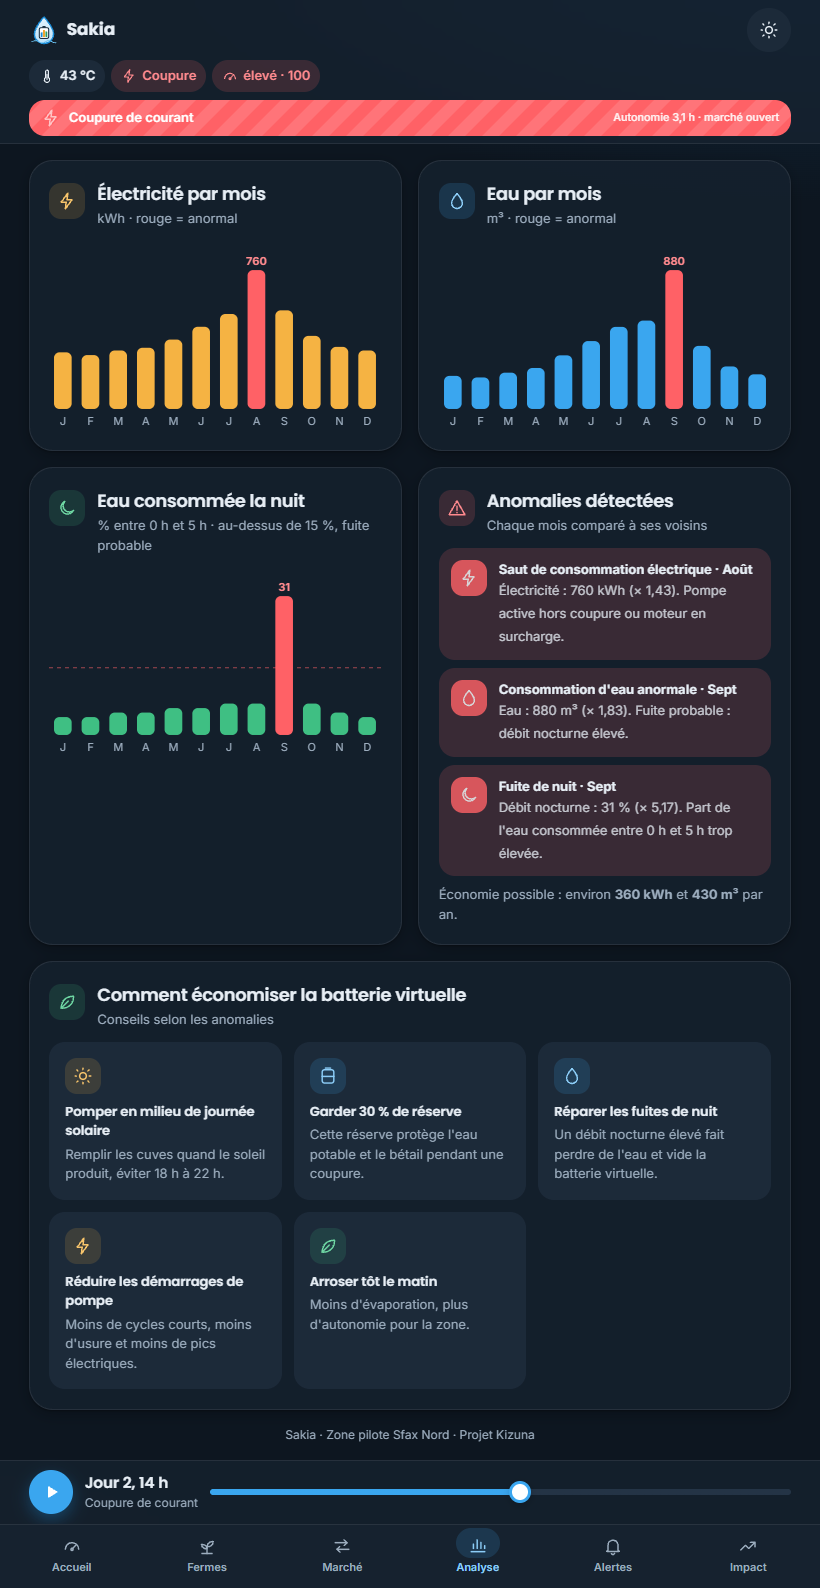 Sakia
43 °C
Coupure
élevé · 100
Coupure de courant
Autonomie 3,1 h · marché ouvert
Électricité par mois
kWh · rouge = anormal
760
J F M A M J J A S O N D
Eau par mois
m³ · rouge = anormal
880
J F M A M J J A S O N D
Eau consommée la nuit
% entre 0 h et 5 h · au-dessus de 15 %, fuite
probable
31
J F M A M J J A S O N D
Anomalies détectées
Chaque mois comparé à ses voisins
Saut de consommation électrique · Août
Électricité : 760 kWh (× 1,43). Pompe
active hors coupure ou moteur en
surcharge.
Consommation d'eau anormale · Sept
Eau : 880 m³ (× 1,83). Fuite probable :
débit nocturne élevé.
Fuite de nuit · Sept
Débit nocturne : 31 % (× 5,17). Part de
l'eau consommée entre 0 h et 5 h trop
élevée.
Économie possible : environ 360 kWh et 430 m³ par
an.
Comment économiser la batterie virtuelle
Conseils selon les anomalies
Pomper en milieu de journée
solaire
Remplir les cuves quand le soleil
produit, éviter 18 h à 22 h.
Garder 30 % de réserve
Cette réserve protège l'eau
potable et le bétail pendant une
coupure.
Réparer les fuites de nuit
Un débit nocturne élevé fait
perdre de l'eau et vide la
batterie virtuelle.
Réduire les démarrages de
pompe
Moins de cycles courts, moins
d'usure et moins de pics
électriques.
Arroser tôt le matin
Moins d'évaporation, plus
d'autonomie pour la zone.
Sakia · Zone pilote Sfax Nord · Projet Kizuna
Jour 2, 14 h
Coupure de courant
Accueil
Fermes
Marché
Analyse
Alertes
Impact